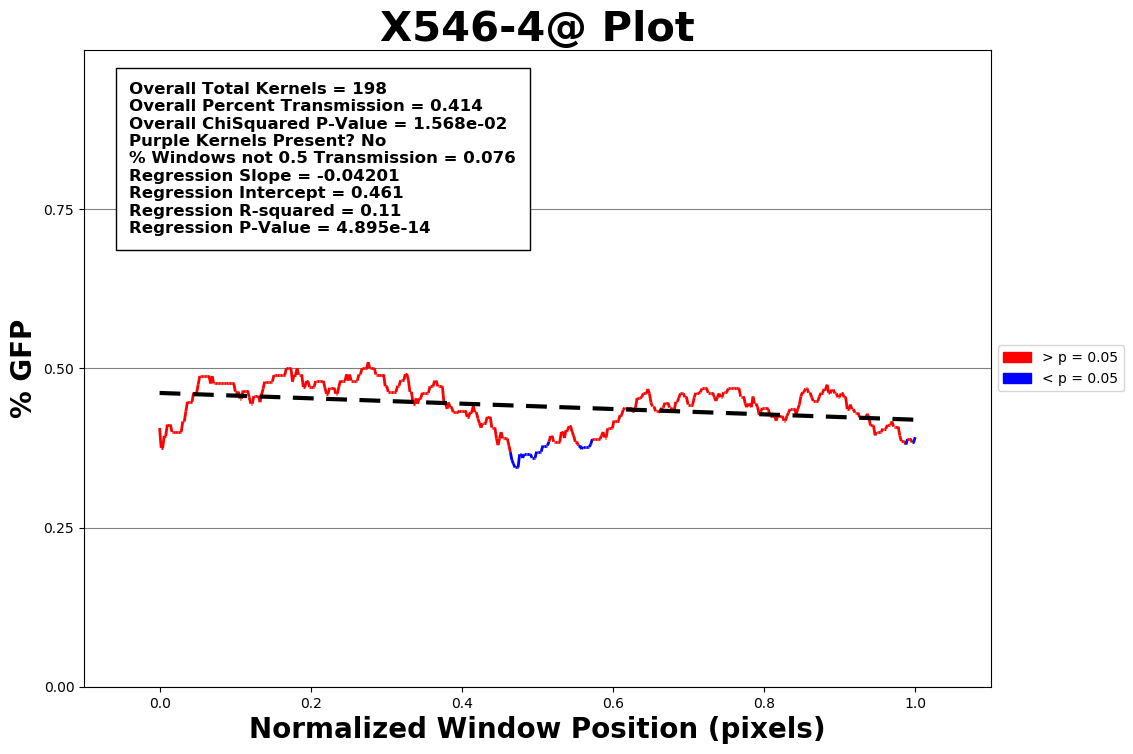 X546-4@ Plot
Overall Total Kernels = 198
Overall Percent Transmission = 0.414
Overall ChiSquared P-Value = 1.568e-02
Purple Kernels Present? No
% Windows not 0.5 Transmission = 0.076
Regression Slope = -0.04201
Regression Intercept = 0.461
Regression R-squared = 0.11
Regression P-Value = 4.895e-14
% GFP
0.75
0.50
0.25
0.00
> p = 0.05
< p = 0.05
0.0 0.2 0.4 0.6 0.8 1.0
Normalized Window Position (pixels)